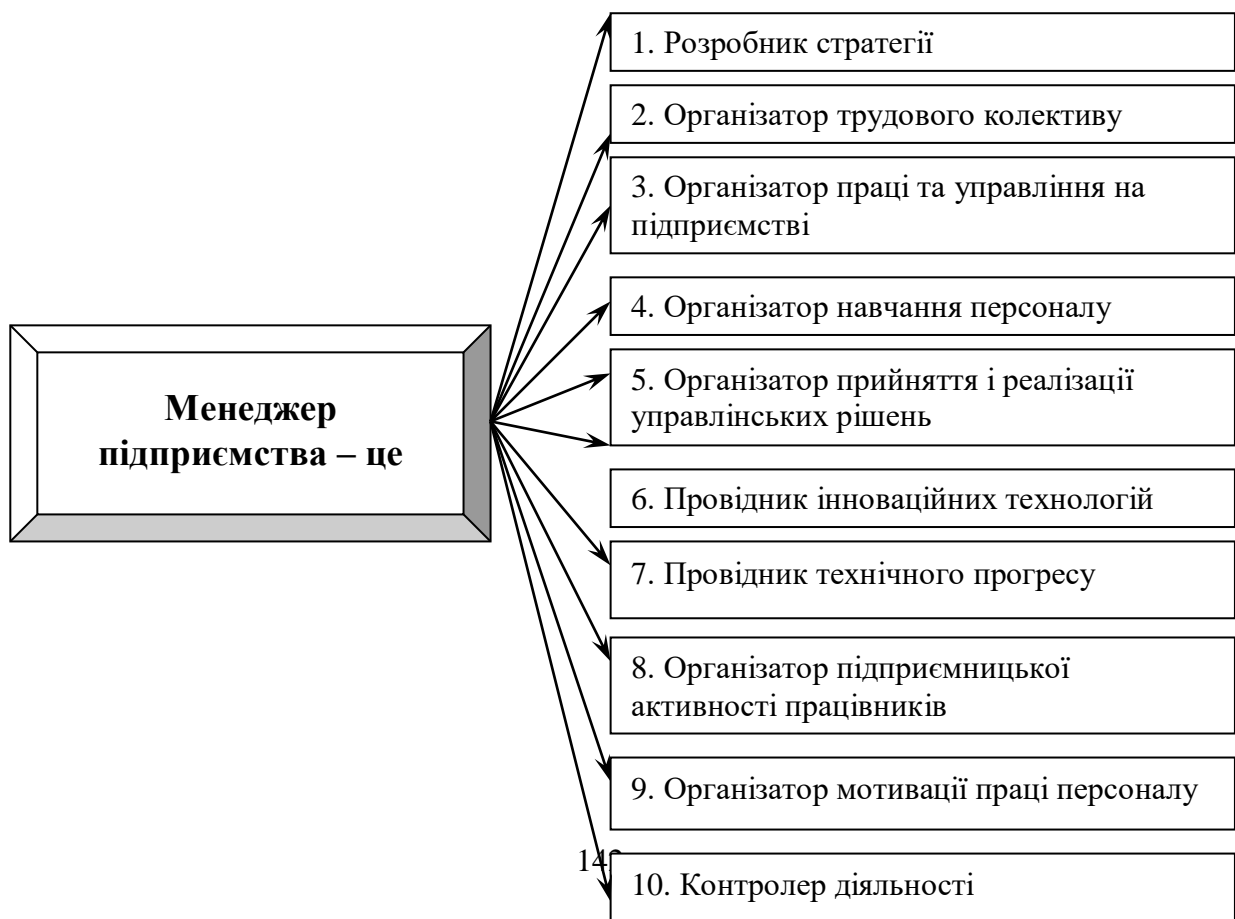 1. Розробник стратегії
2. Організатор трудового колективу
3. Організатор праці та управління на
підприємстві
4. Організатор навчання персоналу
Менеджер
підприємства – це
5. Організатор прийняття і реалізації
управлінських рішень
6. Провідник інноваційних технологій
7. Провідник технічного прогресу
8. Організатор підприємницької
активності працівників
9. Організатор мотивації праці персоналу
10. Контролер діяльності